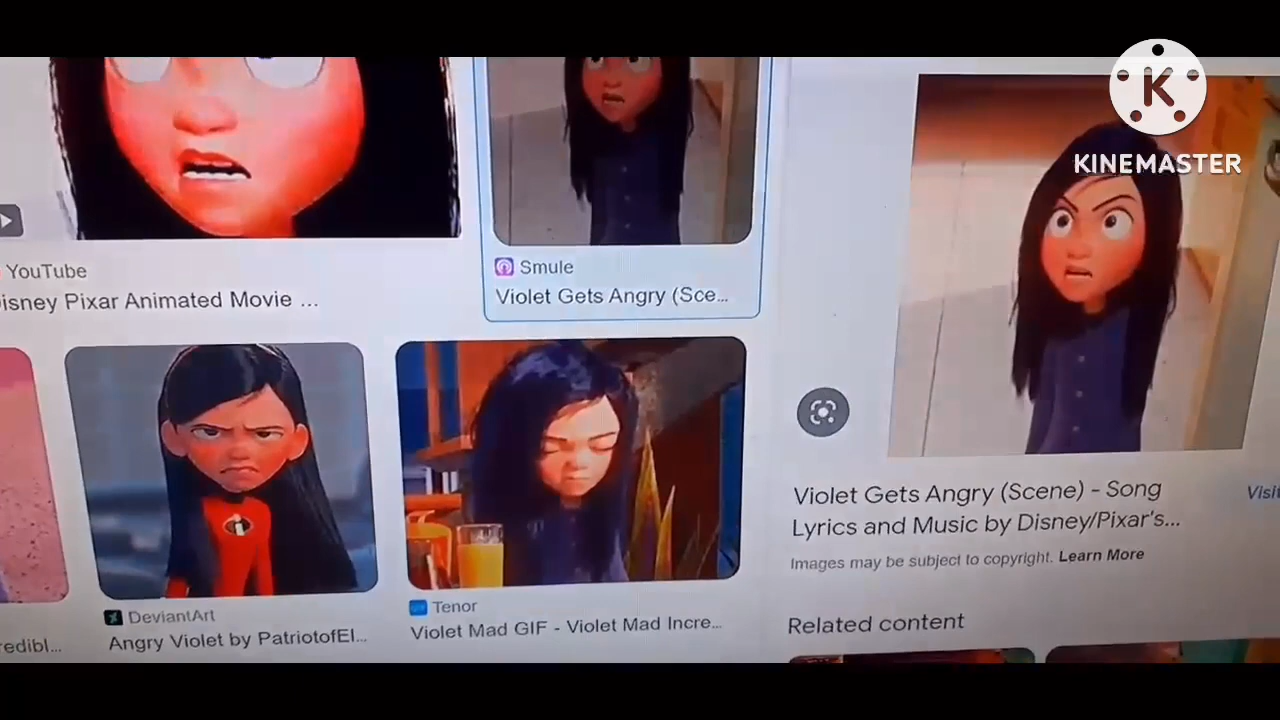 K
KINEMASTER
YouTube
isney Pixar Animated Movie ...
Smule
Violet Gets Angry (Sce...
Violet Gets Angry (Scene) - Song
Lyrics and Music by Disney/Pixar's...
Visit
Images may be subject to copyright. Learn More
Related content
redibl...
DeviantArt
Angry Violet by PatriotofEl...
Tenor
Violet Mad GIF - Violet Mad Incre...